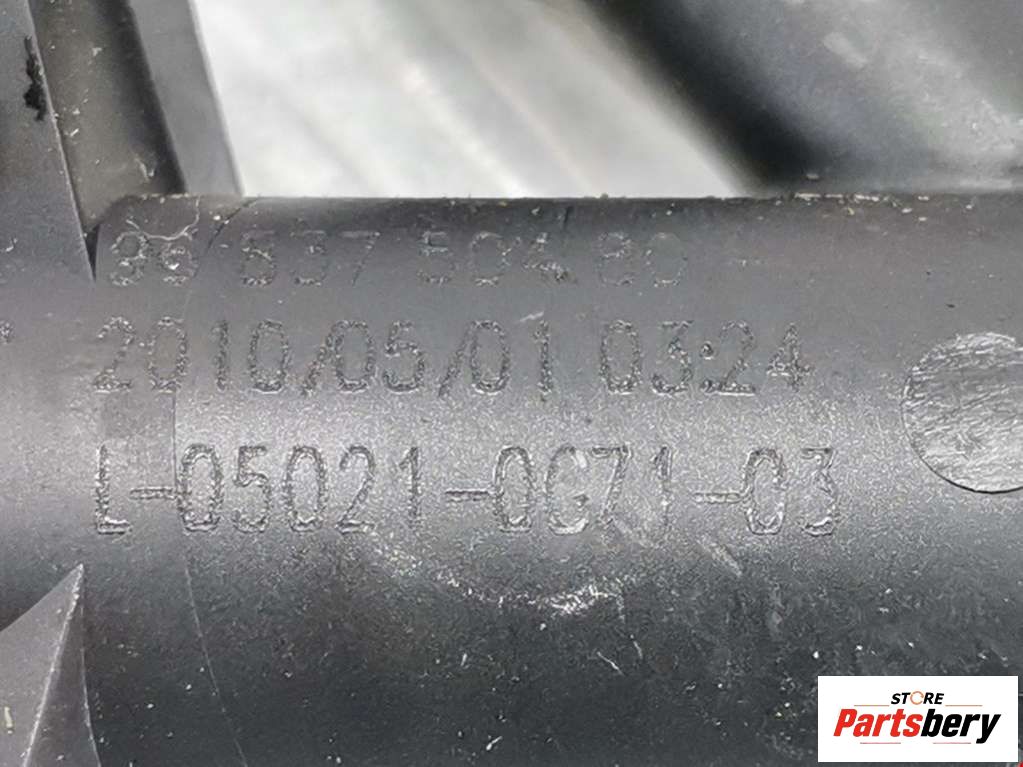 96 637 504 80
2010/05/01 03:24
L-05021-0G71-03
STORE
Partsbery